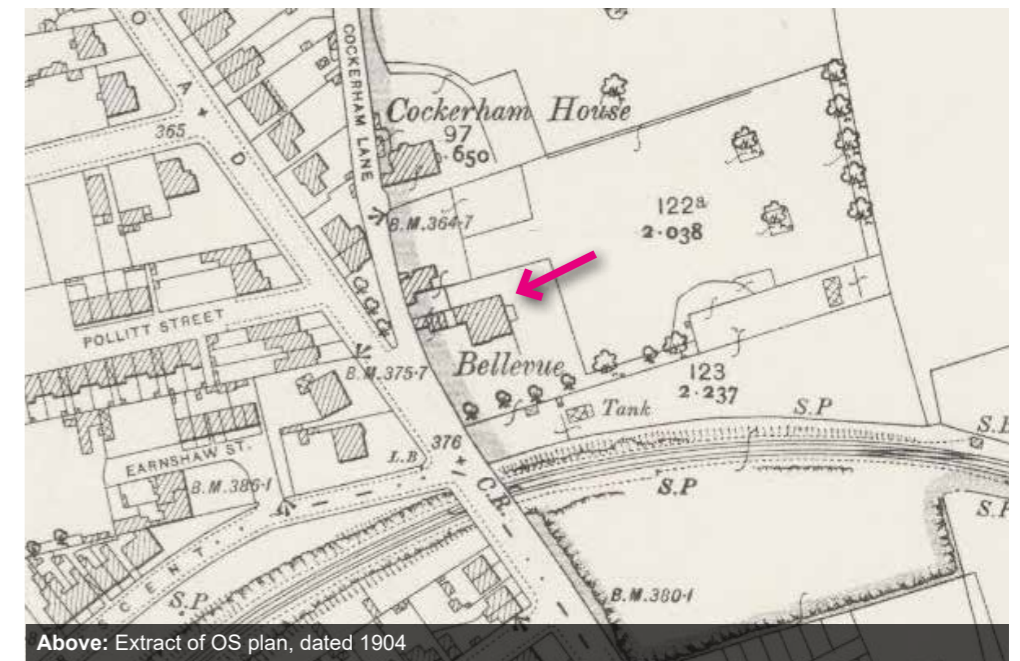 O
A
D
COCKERHAM LANE
Cockerham House
97
.650
365
B.M.364.7
122a
2.038
POLLITT STREET
B.M.375.7
Bellevue
123
2.237
Tank
S.P
EARNSHAW ST.
376
L.B
C.R.
S.P
B.M.386.1
CENT
S.P
B.M.380.1
Above: Extract of OS plan, dated 1904